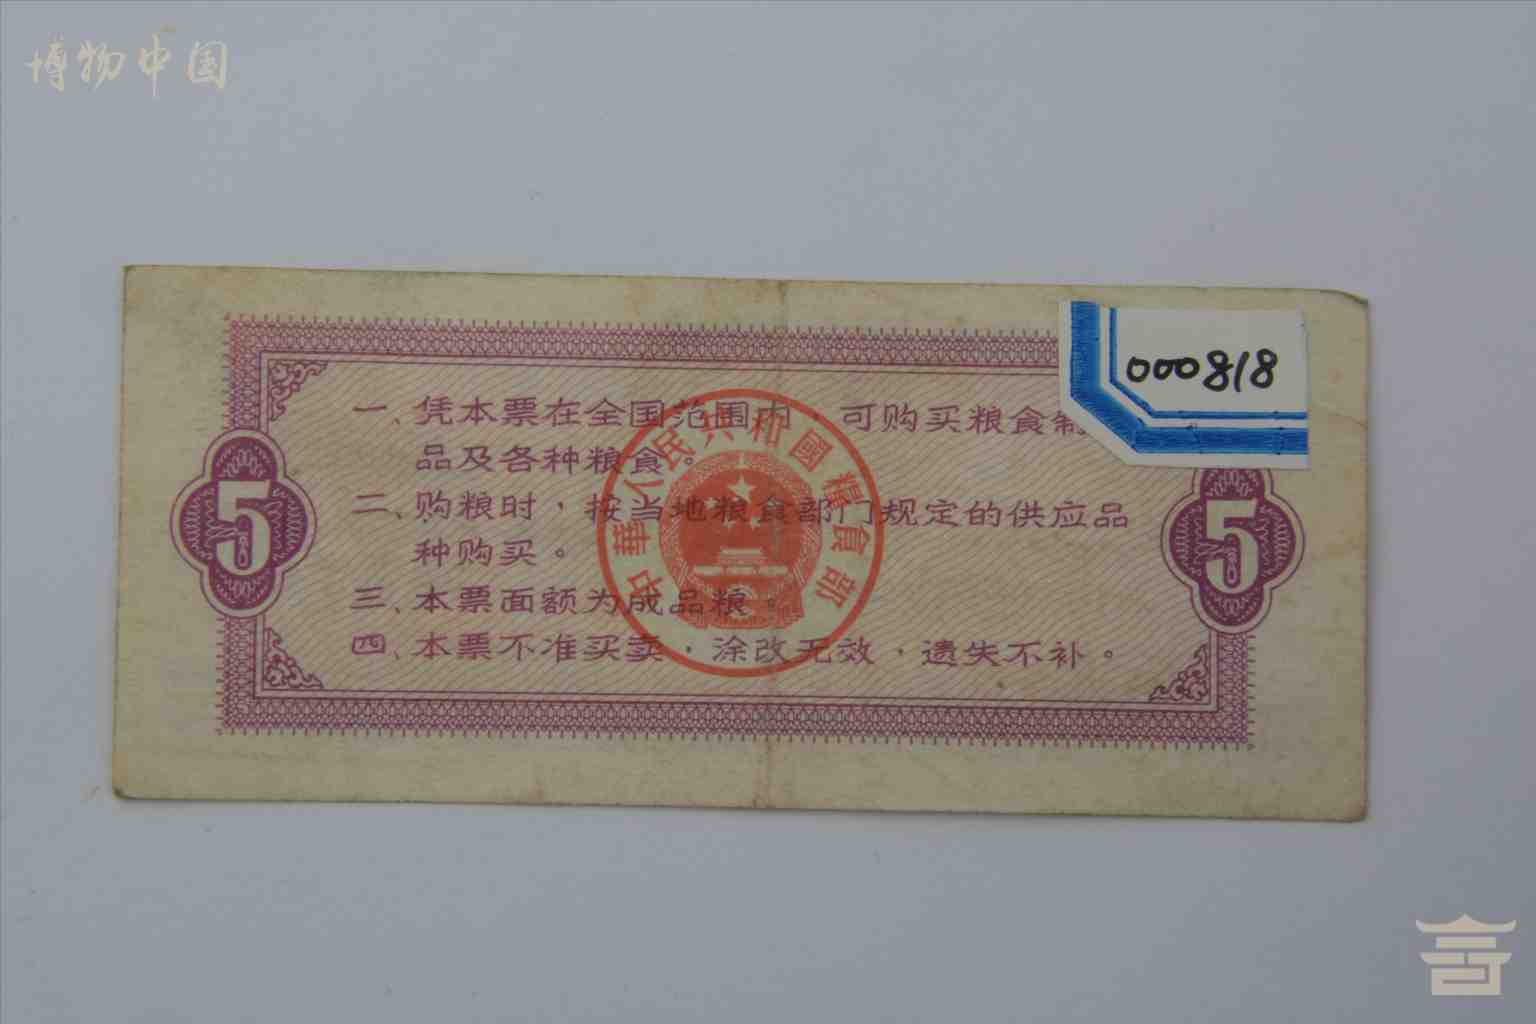 博物中国
000818
一、凭本票在全国范围内，可购买粮食制
品及各种粮食。
二、购粮时，按当地粮食部门规定的供应品
种购买。
三、本票面额为成品粮。
四、本票不准买卖，涂改无效，遗失不补。
中華人民共和國糧食部
5
5